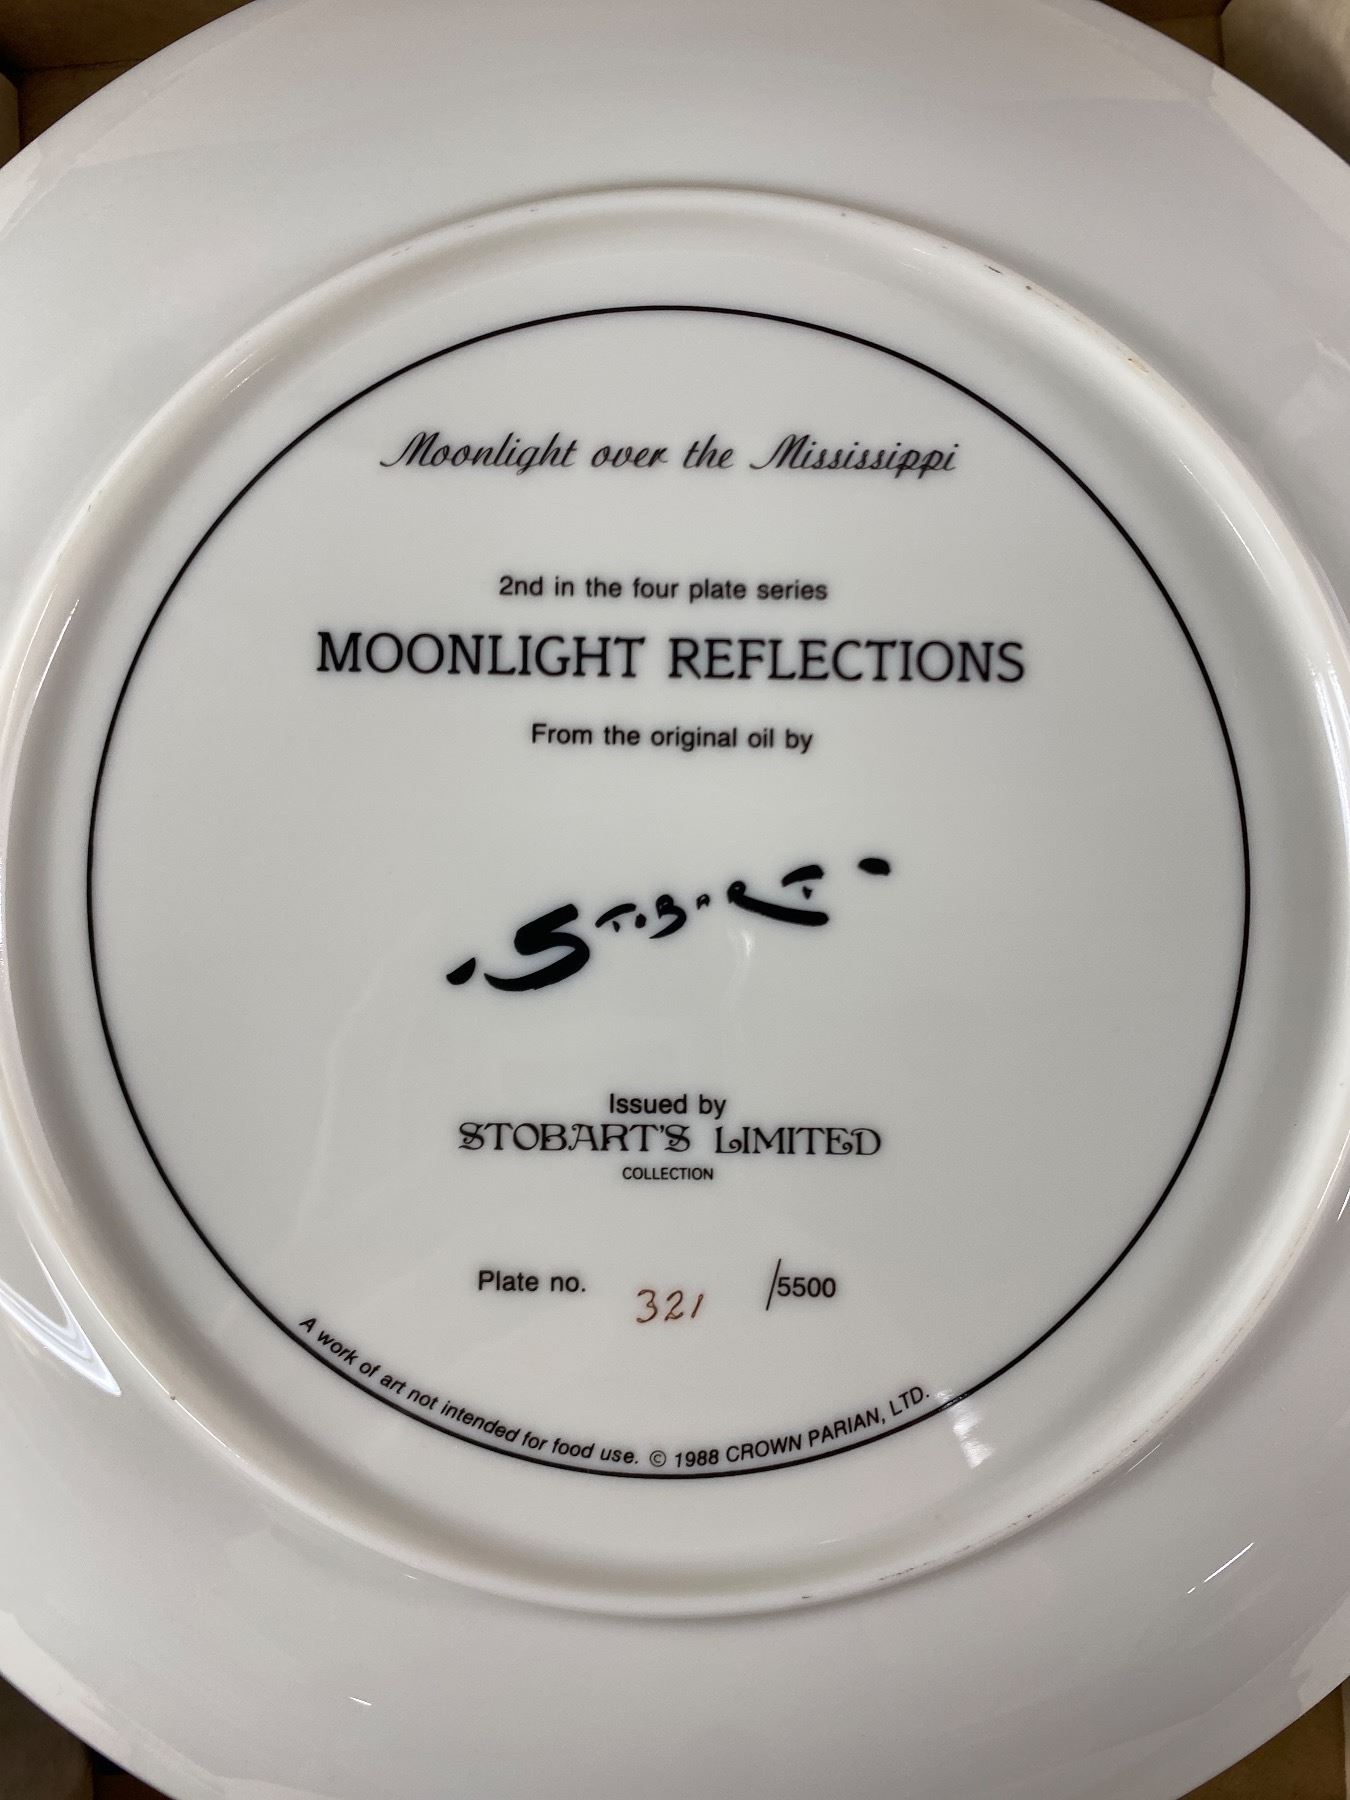 Moonlight over the Mississippi
2nd in the four plate series
MOONLIGHT REFLECTIONS
From the original oil by
STOBART
Issued by
STOBART'S LIMITED
COLLECTION
Plate no. 321 /5500
A work of art not intended for food use. © 1988 CROWN PARIAN, LTD.